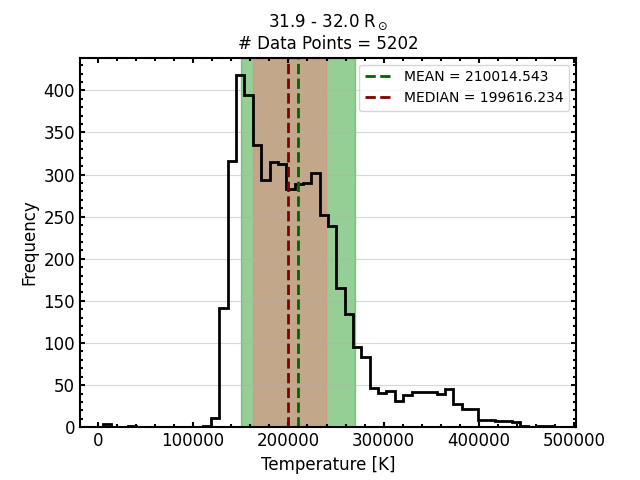 31.9 - 32.0 R⊙
# Data Points = 5202
MEAN = 210014.543
MEDIAN = 199616.234
400
350
300
250
200
150
100
50
0
Frequency
0 100000 200000 300000 400000 500000
Temperature [K]